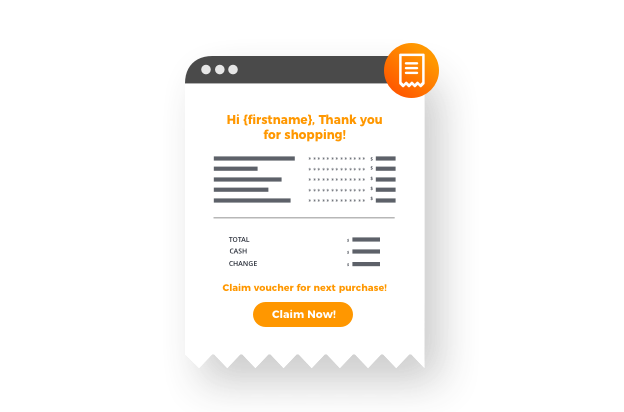 Hi {firstname}, Thank you
for shopping!
$
$
$
$
$
TOTAL $
CASH $
CHANGE $
Claim voucher for next purchase!
Claim Now!